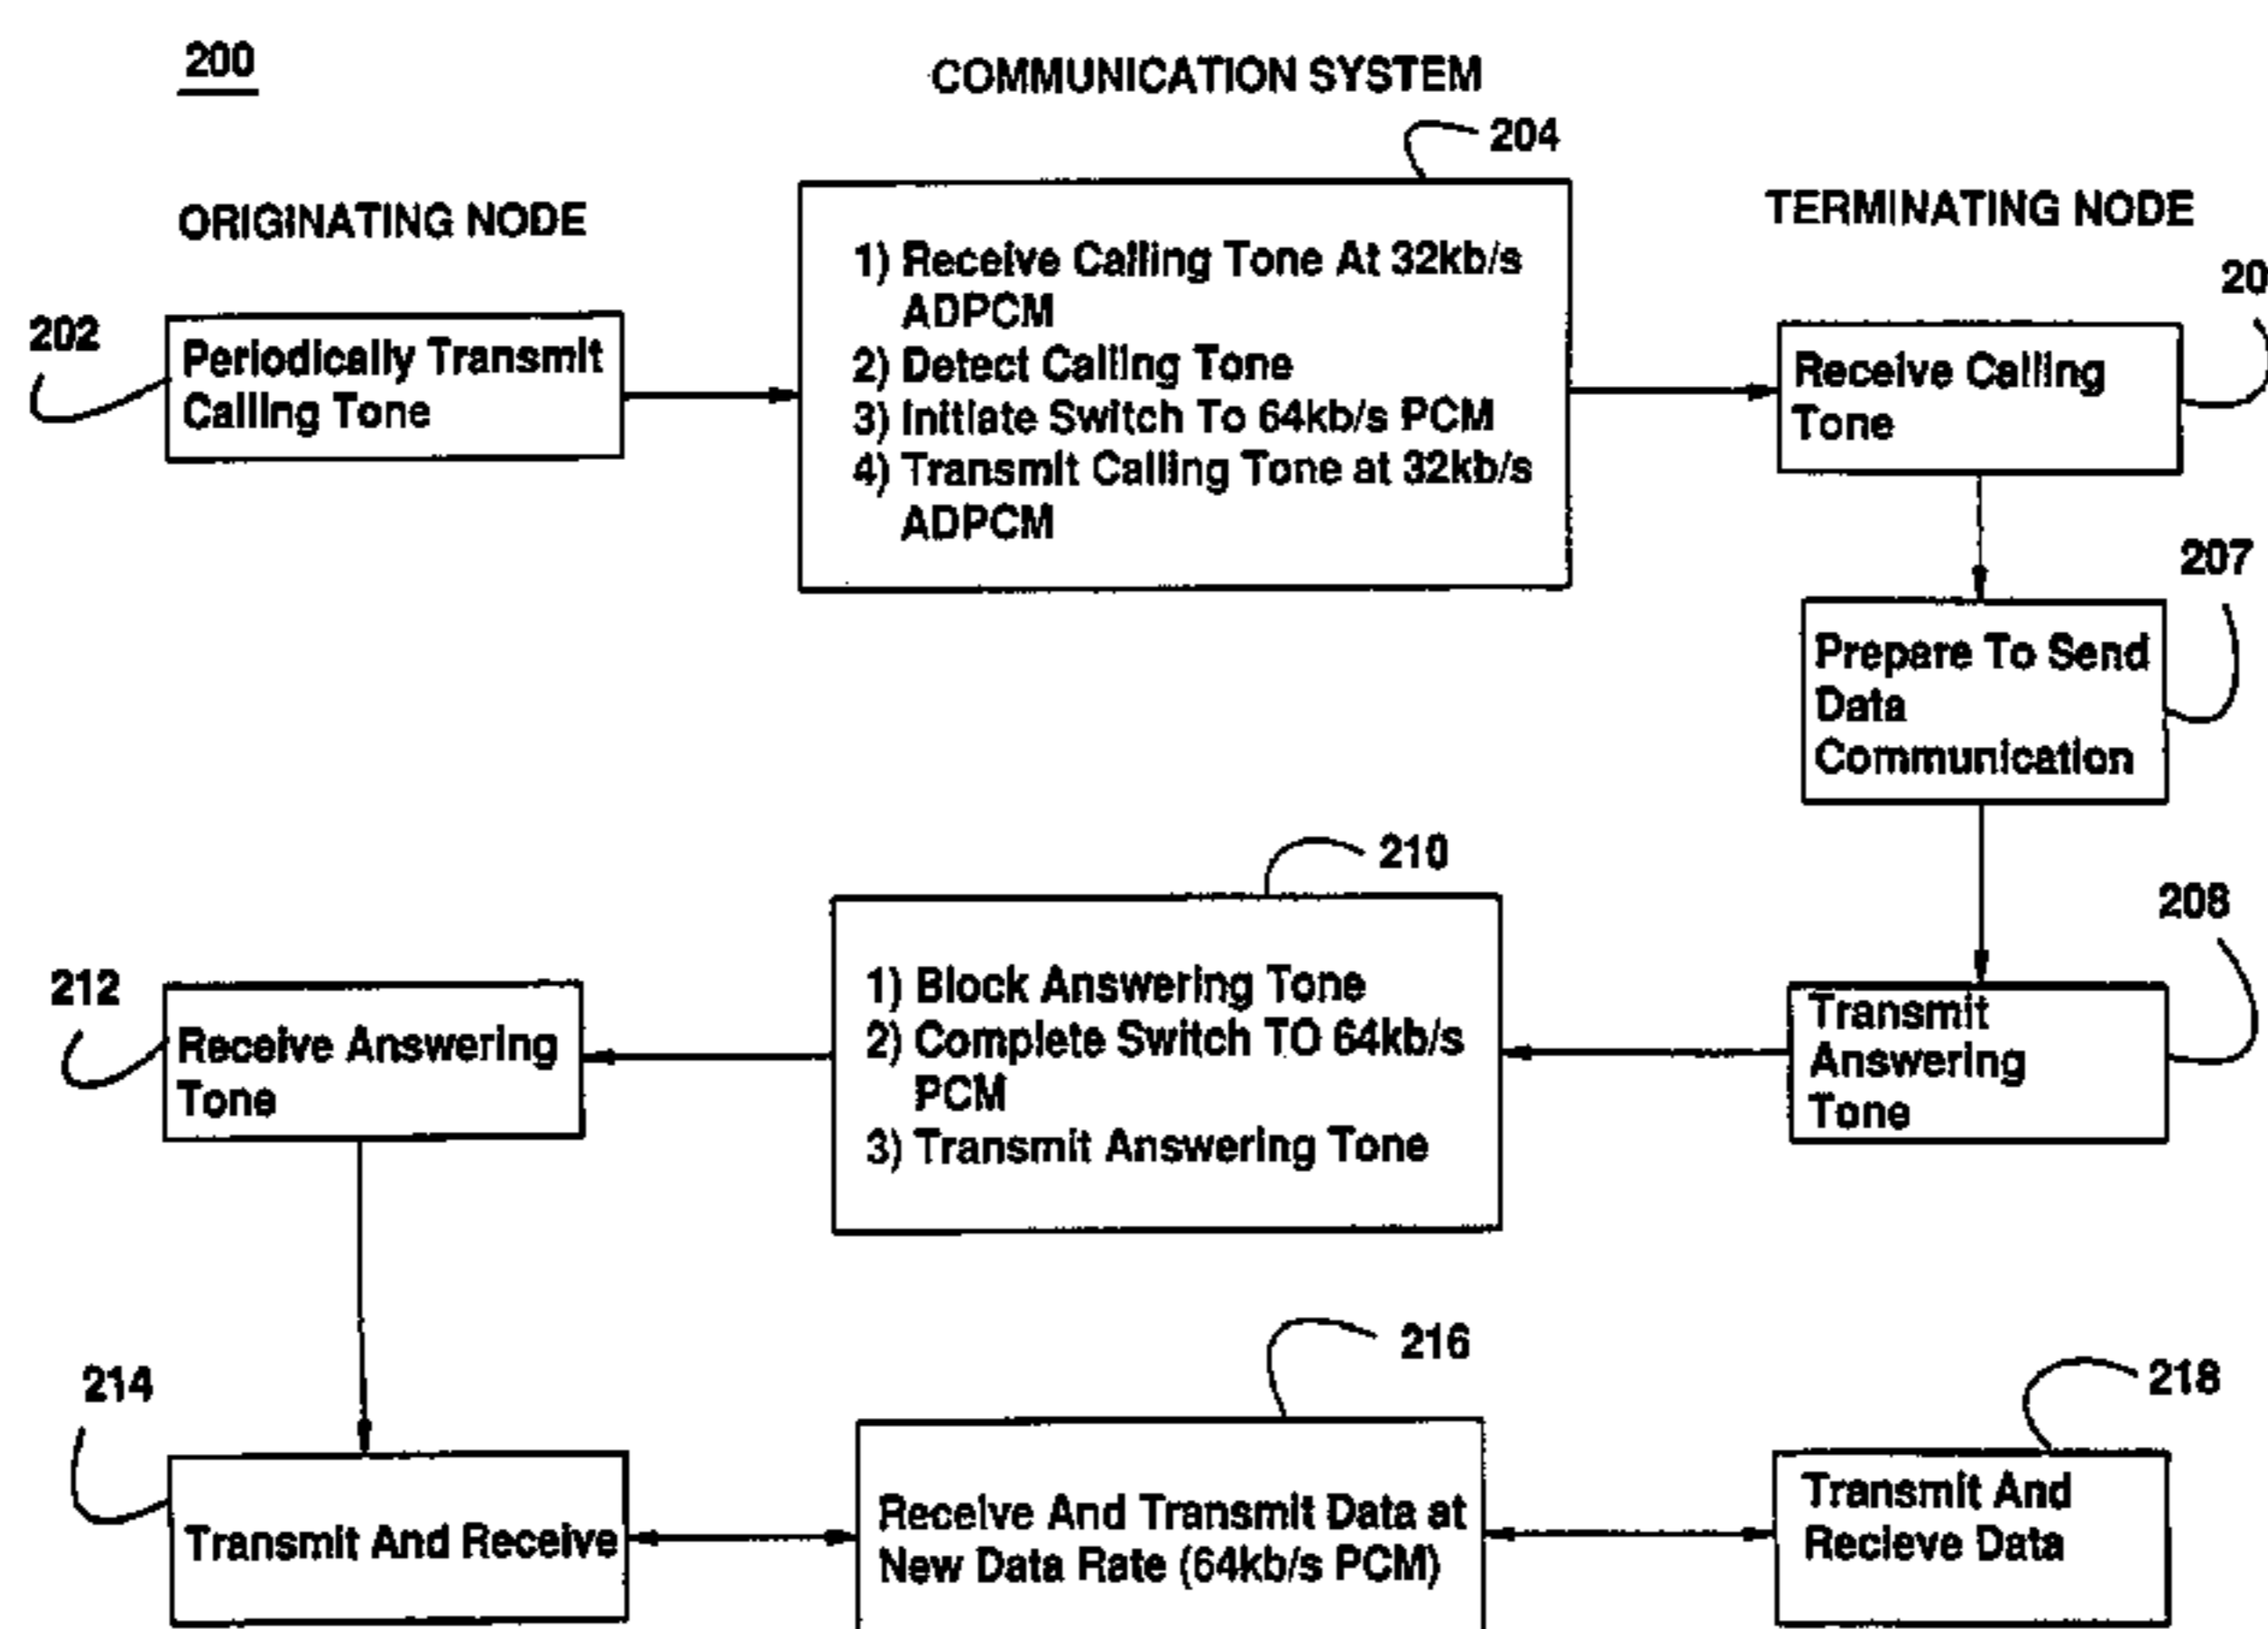 200
COMMUNICATION SYSTEM
204
ORIGINATING NODE
TERMINATING NODE
202
Periodically Transmit
Calling Tone
1) Receive Calling Tone At 32kb/s
ADPCM
2) Detect Calling Tone
3) Initiate Switch To 64kb/s PCM
4) Transmit Calling Tone at 32kb/s
ADPCM
Receive Calling
Tone
207
Prepare To Send
Data
Communication
208
Transmit
Answering
Tone
210
1) Block Answering Tone
2) Complete Switch TO 64kb/s
PCM
3) Transmit Answering Tone
212
Receive Answering
Tone
214
Transmit And Receive
216
Receive And Transmit Data at
New Data Rate (64kb/s PCM)
218
Transmit And
Recieve Data